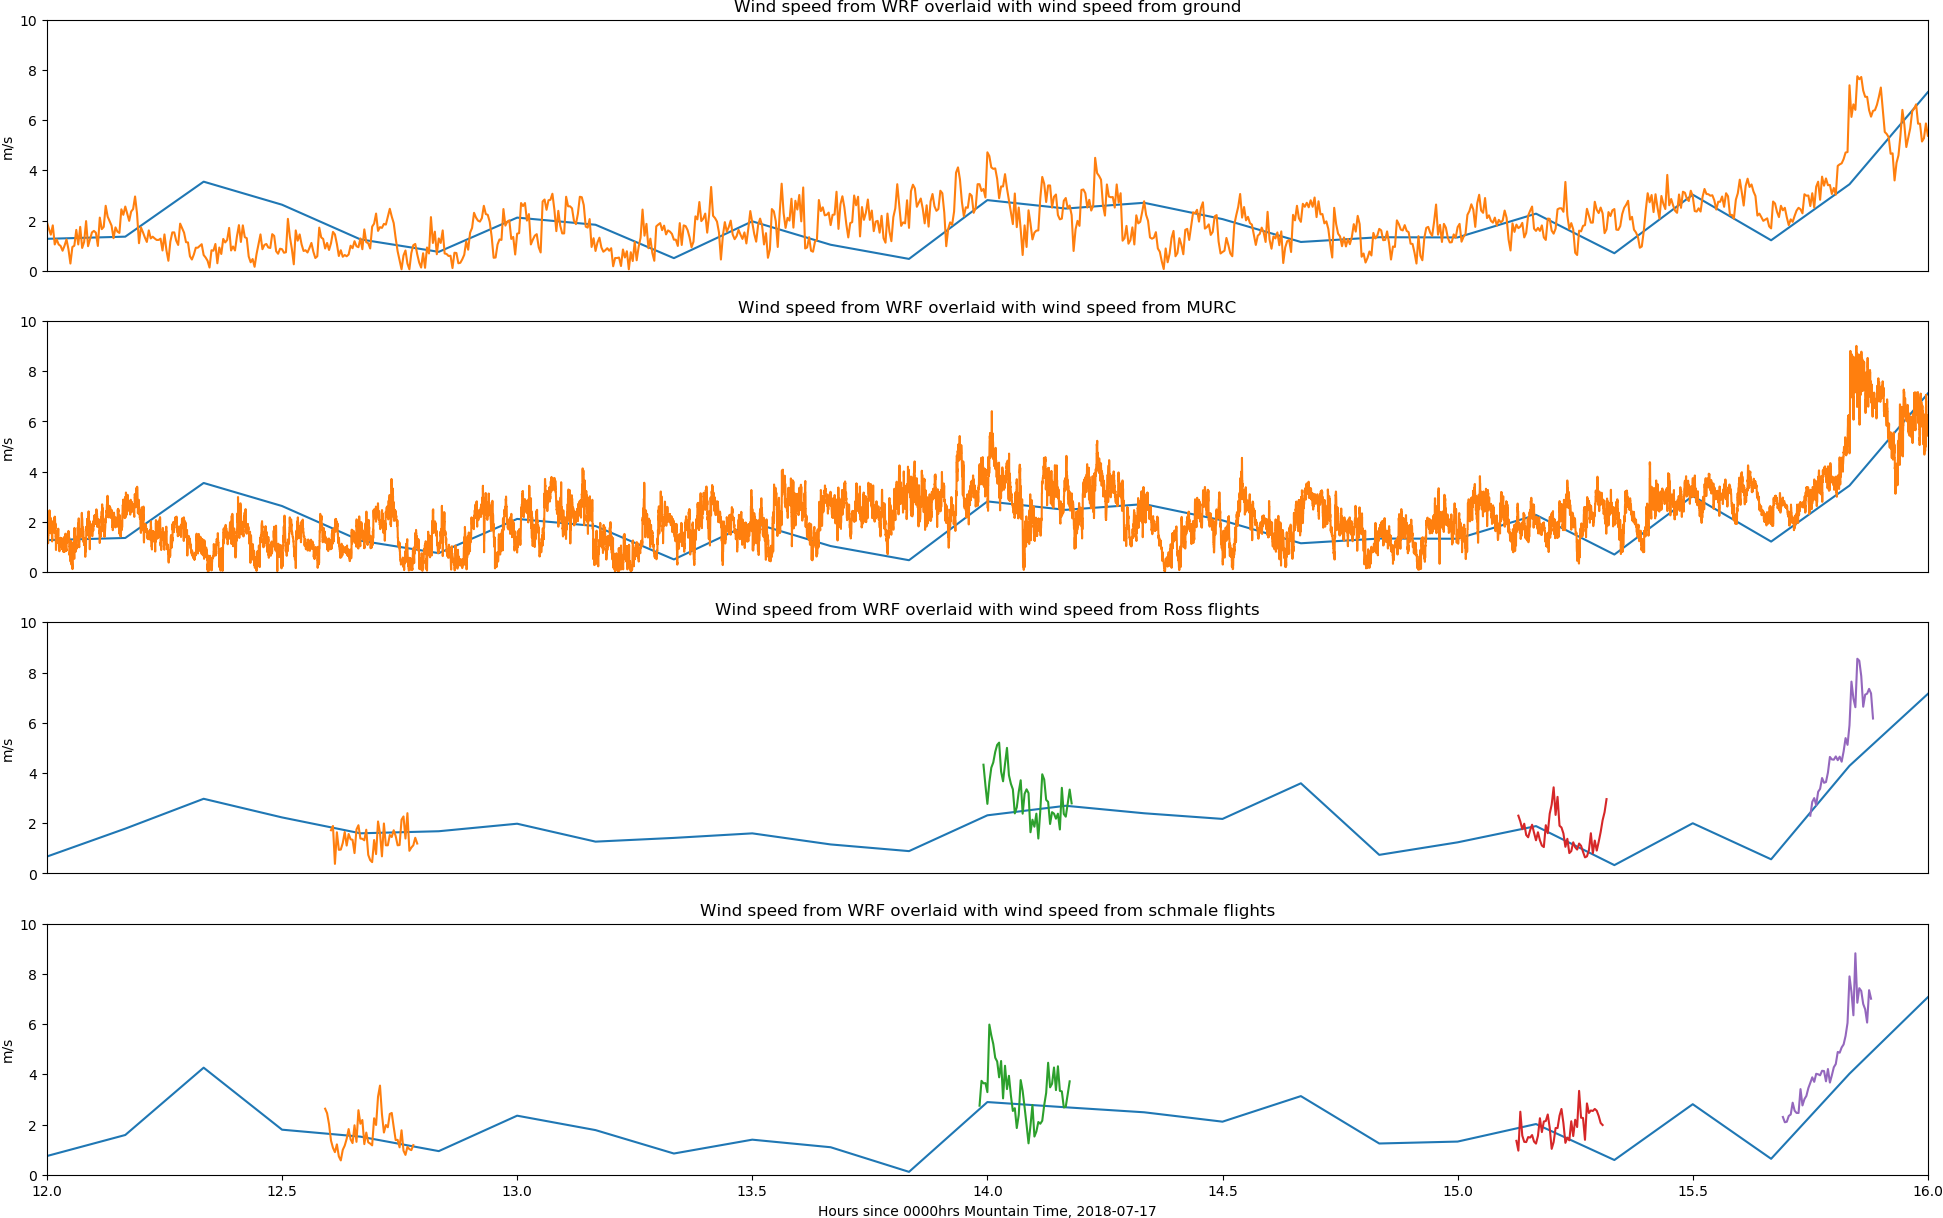 Wind speed from WRF overlaid with wind speed from ground
10
8
6
4
2
0
m/s
Wind speed from WRF overlaid with wind speed from MURC
10
8
6
4
2
0
m/s
Wind speed from WRF overlaid with wind speed from Ross flights
10
8
6
4
2
0
m/s
Wind speed from WRF overlaid with wind speed from schmale flights
10
8
6
4
2
0
m/s
12.0 12.5 13.0 13.5 14.0 14.5 15.0 15.5 16.0
Hours since 0000hrs Mountain Time, 2018-07-17